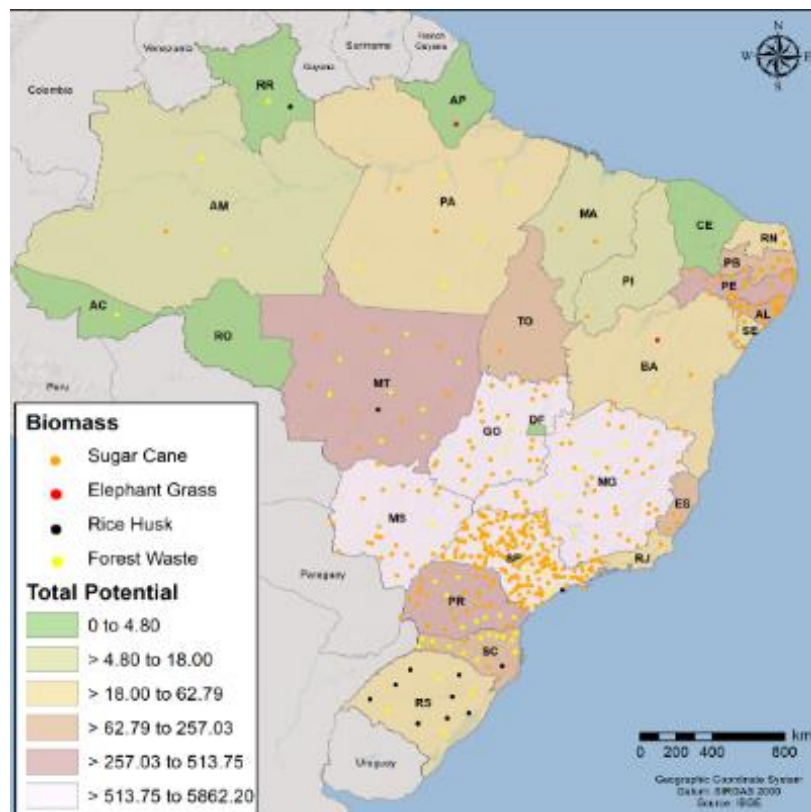 N
W E
S
Venezuela
Suriname
French
Guyana
Guyana
Colombia
RR
AP
AM
PA
MA
CE
RN
PB
PE
PI
AL
SE
AC
RO
TO
BA
Peru
MT
GO
DF
MG
ES
MS
SP
RJ
Paraguay
PR
SC
RS
Uruguay
Biomass
Sugar Cane
Elephant Grass
Rice Husk
Forest Waste
Total Potential
0 to 4.80
> 4.80 to 18.00
> 18.00 to 62.79
> 62.79 to 257.03
> 257.03 to 513.75
> 513.75 to 5862.20
km
0 200 400 800
Geographic Coordinate System
Datum: SIRGAS 2000
Source: IBGE